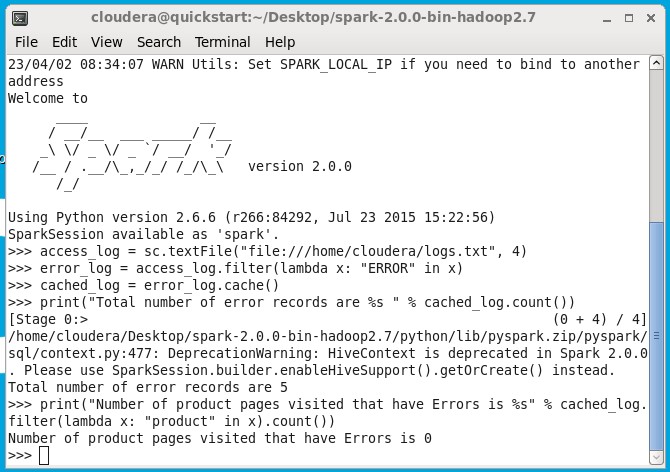 cloudera@quickstart:~/Desktop/spark-2.0.0-bin-hadoop2.7
File Edit View Search Terminal Help
23/04/02 08:34:07 WARN Utils: Set SPARK_LOCAL_IP if you need to bind to another
address
Welcome to
      ____              __
     / __/__  ___ _____/ /__
    _\ \/ _ \/ _ `/ __/  '_/
   /__ / .__/\_,_/_/ /_/\_\   version 2.0.0
      /_/
Using Python version 2.6.6 (r266:84292, Jul 23 2015 15:22:56)
SparkSession available as 'spark'.
>>> access_log = sc.textFile("file:///home/cloudera/logs.txt", 4)
>>> error_log = access_log.filter(lambda x: "ERROR" in x)
>>> cached_log = error_log.cache()
>>> print("Total number of error records are %s " % cached_log.count())
[Stage 0:>                                                          (0 + 4) / 4]
/home/cloudera/Desktop/spark-2.0.0-bin-hadoop2.7/python/lib/pyspark.zip/pyspark/
sql/context.py:477: DeprecationWarning: HiveContext is deprecated in Spark 2.0.0
. Please use SparkSession.builder.enableHiveSupport().getOrCreate() instead.
Total number of error records are 5
>>> print("Number of product pages visited that have Errors is %s" % cached_log.
filter(lambda x: "product" in x).count())
Number of product pages visited that have Errors is 0
>>>